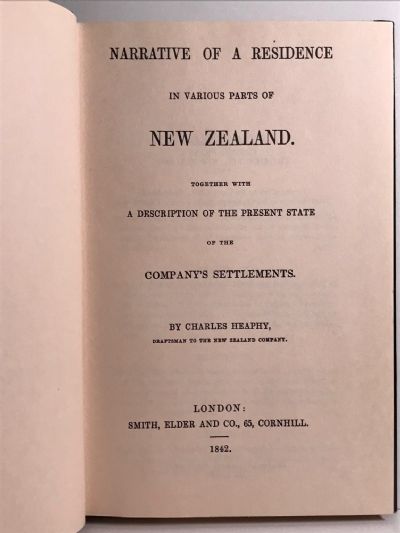 NARRATIVE OF A RESIDENCE
IN VARIOUS PARTS OF
NEW ZEALAND.
TOGETHER WITH
A DESCRIPTION OF THE PRESENT STATE
OF THE
COMPANY'S SETTLEMENTS.
BY CHARLES HEAPHY,
DRAFTSMAN TO THE NEW ZEALAND COMPANY.
LONDON:
SMITH, ELDER AND CO., 65, CORNHILL.
1842.